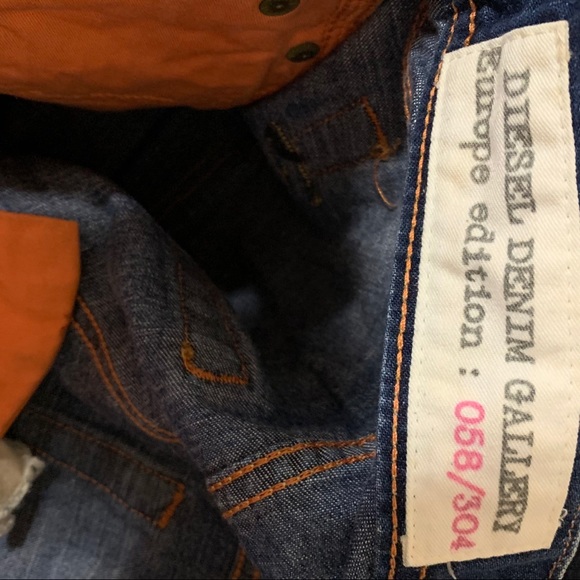 DIESEL DENIM GALLERY
Europe edition : 058/304